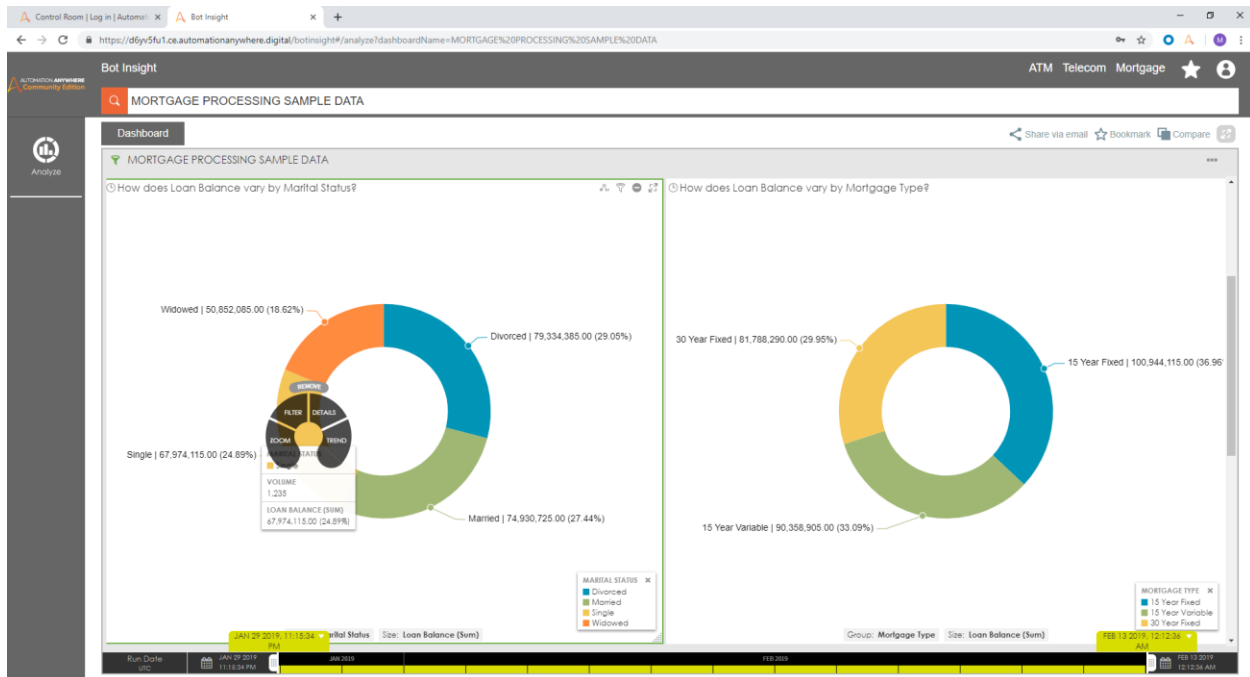 Control Room | Log in | Automati
Bot Insight
https://d6yv5fu1.ce.automationanywhere.digital/botinsight#/analyze?dashboardName=MORTGAGE%20PROCESSING%20SAMPLE%20DATA
M
AUTOMATION ANYWHERE
Community Edition
Bot Insight
ATM Telecom Mortgage
MORTGAGE PROCESSING SAMPLE DATA
Analyze
Dashboard
Share via email Bookmark Compare
MORTGAGE PROCESSING SAMPLE DATA
How does Loan Balance vary by Marital Status?
Widowed | 50,852,085.00 (18.62%)
Divorced | 79,334,385.00 (29.05%)
REMOVE
FILTER DETAILS
ZOOM TREND
Single | 67,974,115.00 (24.89%)
MARITAL STATUS
Single
VOLUME
1,235
LOAN BALANCE (SUM)
67,974,115.00 (24.89%)
Married | 74,930,725.00 (27.44%)
MARITAL STATUS
Divorced
Married
Single
Widowed
arital Status Size: Loan Balance (Sum)
How does Loan Balance vary by Mortgage Type?
30 Year Fixed | 81,788,290.00 (29.95%)
15 Year Fixed | 100,944,115.00 (36.96
15 Year Variable | 90,358,905.00 (33.09%)
MORTGAGE TYPE
15 Year Fixed
15 Year Variable
30 Year Fixed
Group: Mortgage Type Size: Loan Balance (Sum)
JAN 29 2019, 11:15:34
PM
FEB 13 2019, 12:12:36
AM
Run Date
UTC
JAN 29 2019
11:15:34 PM
JAN 2019
FEB 2019
FEB 13 2019
12:12:36 AM